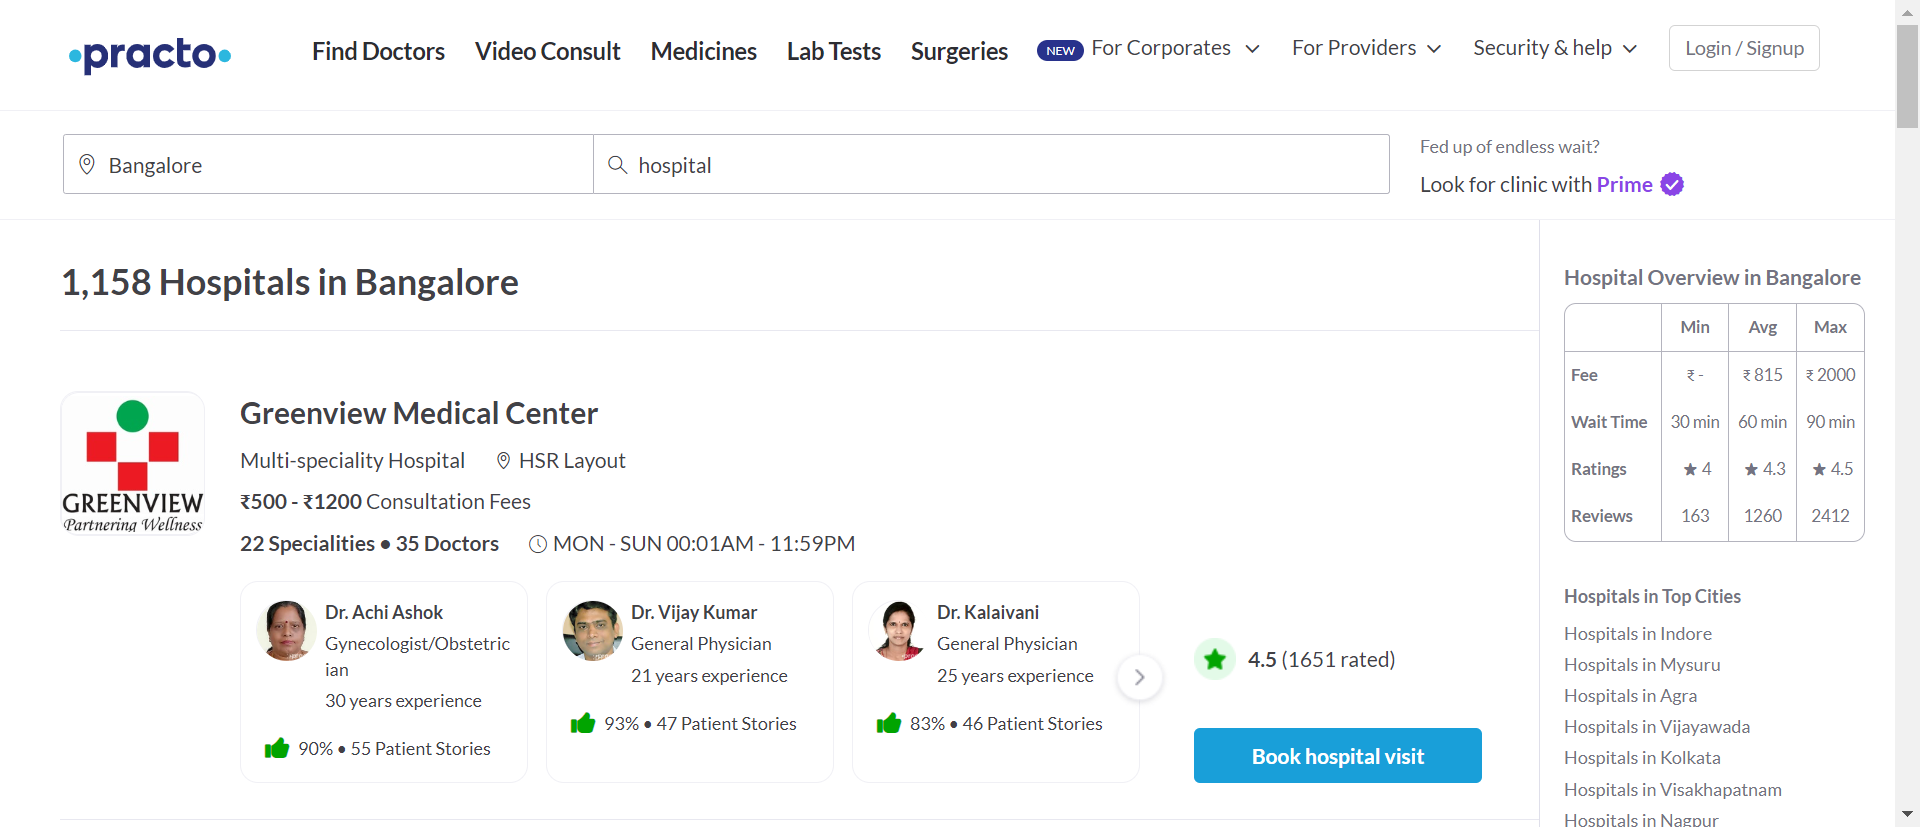 practo
Find Doctors
Video Consult
Medicines
Lab Tests
Surgeries
NEW
For Corporates
For Providers
Security & help
Login / Signup
Bangalore
hospital
Fed up of endless wait?
Look for clinic with Prime
1,158 Hospitals in Bangalore
GREENVIEW
Partnering Wellness
Greenview Medical Center
Multi-speciality Hospital
HSR Layout
₹500 - ₹1200 Consultation Fees
22 Specialities • 35 Doctors
MON - SUN 00:01AM - 11:59PM
Dr. Achi Ashok
Gynecologist/Obstetric
ian
30 years experience
90% • 55 Patient Stories
Dr. Vijay Kumar
General Physician
21 years experience
93% • 47 Patient Stories
Dr. Kalaivani
General Physician
25 years experience
83% • 46 Patient Stories
4.5 (1651 rated)
Book hospital visit
Hospital Overview in Bangalore
Min Avg Max
Fee ₹ - ₹ 815 ₹ 2000
Wait Time 30 min 60 min 90 min
Ratings ★ 4 ★ 4.3 ★ 4.5
Reviews 163 1260 2412
Hospitals in Top Cities
Hospitals in Indore
Hospitals in Mysuru
Hospitals in Agra
Hospitals in Vijayawada
Hospitals in Kolkata
Hospitals in Visakhapatnam
Hospitals in Nagpur